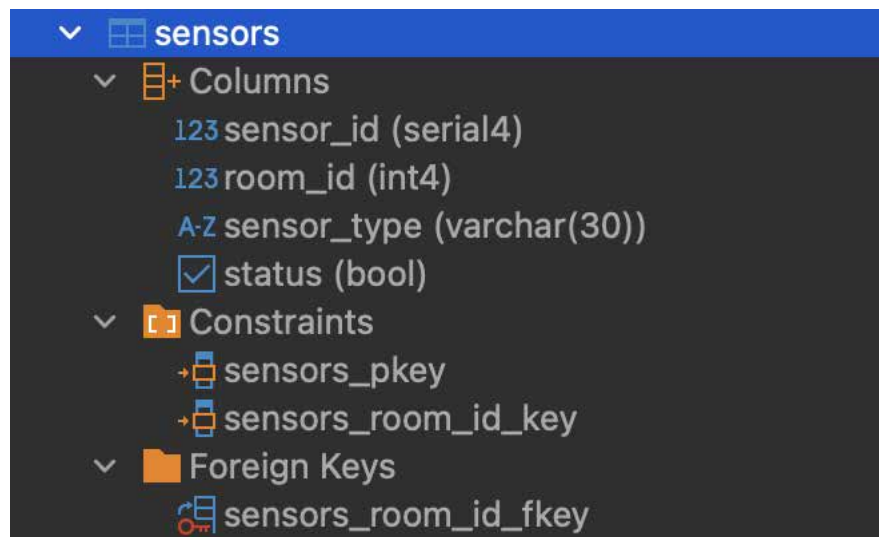 sensors
Columns
123 sensor_id (serial4)
123 room_id (int4)
A-Z sensor_type (varchar(30))
status (bool)
Constraints
sensors_pkey
sensors_room_id_key
Foreign Keys
sensors_room_id_fkey